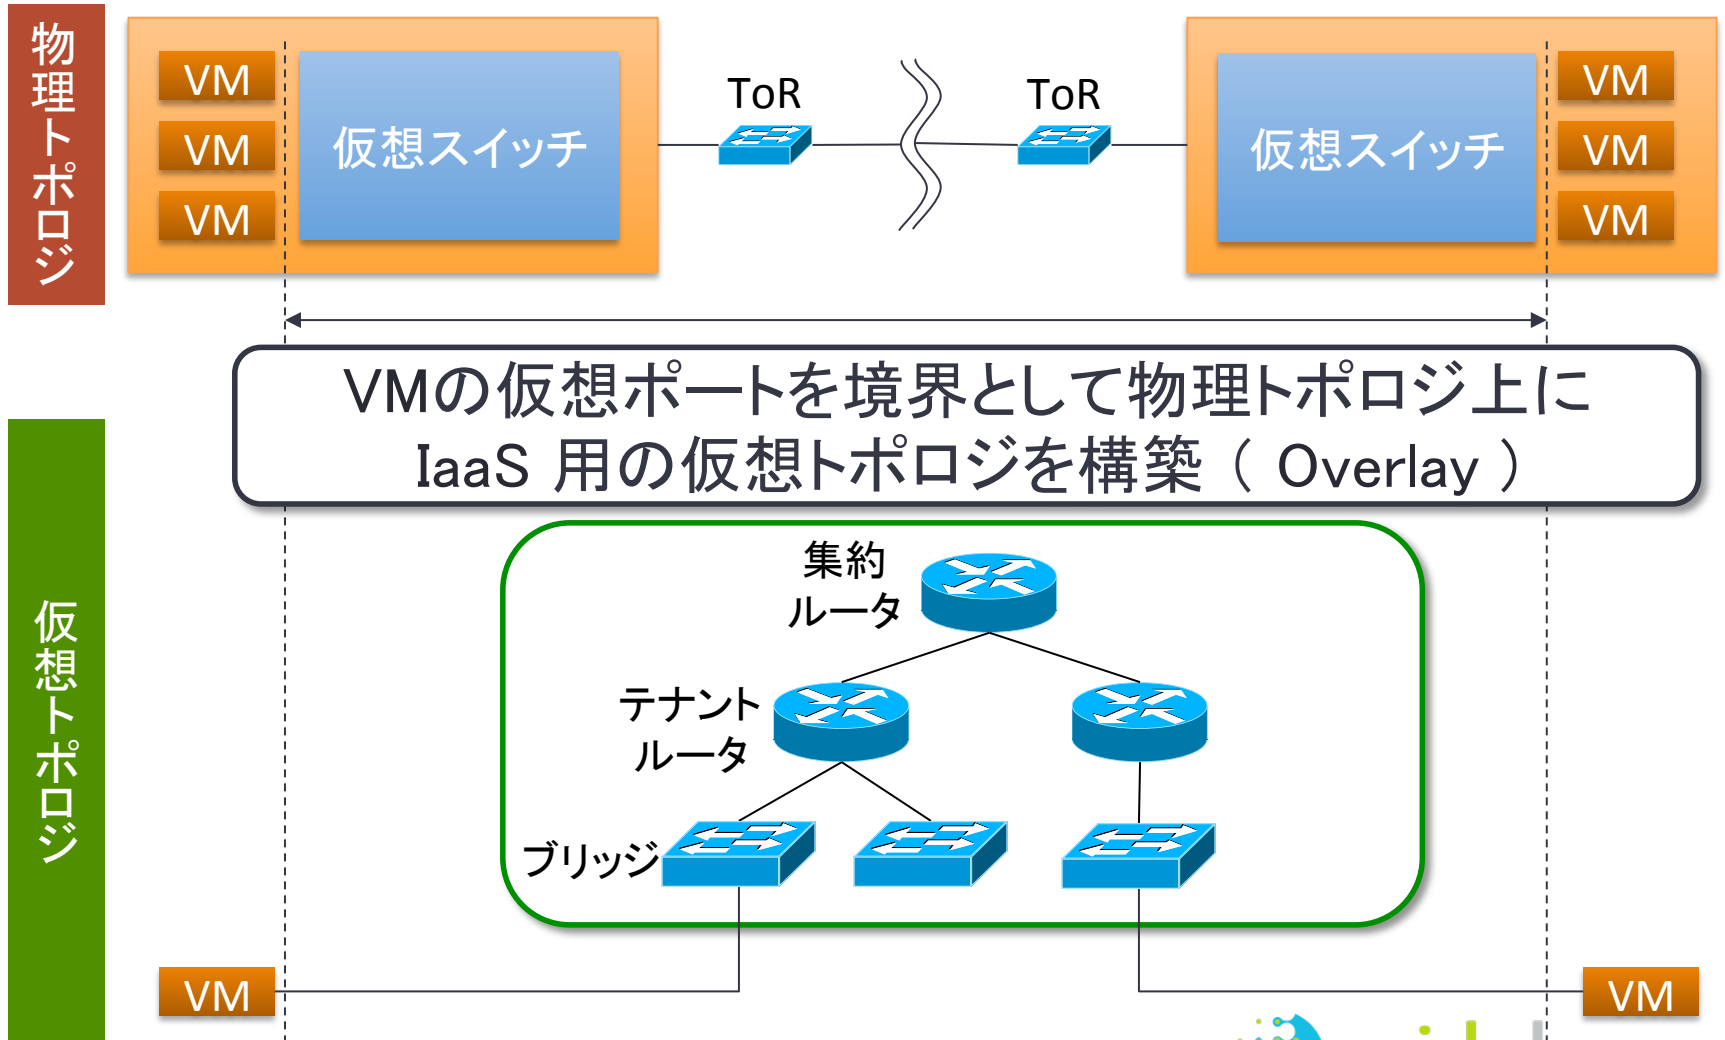 物理トポロジ
VM
VM
VM
仮想スイッチ
ToR
ToR
仮想スイッチ
VM
VM
VM
VMの仮想ポートを境界として物理トポロジ上に
IaaS 用の仮想トポロジを構築（ Overlay ）
仮想トポロジ
集約
ルータ
テナント
ルータ
ブリッジ
VM
VM